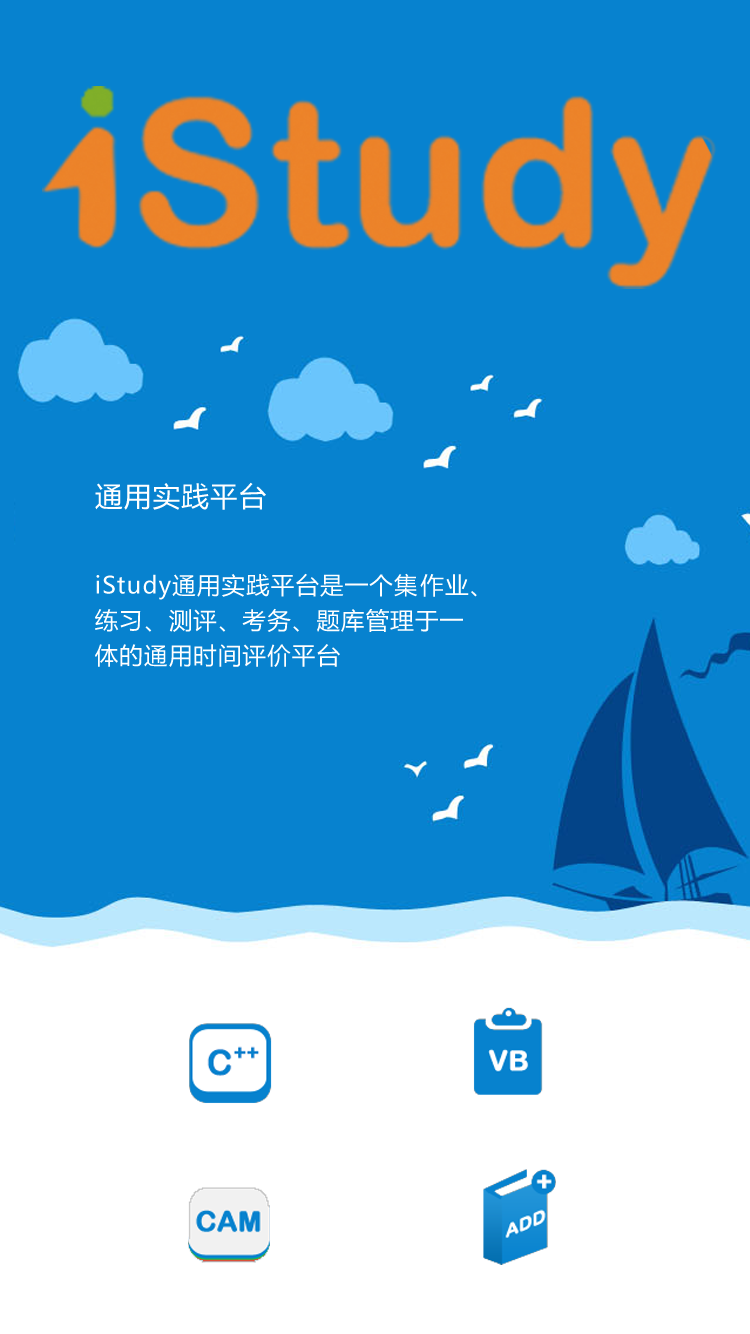 iStudy
通用实践平台
iStudy通用实践平台是一个集作业、
练习、测评、考务、题库管理于一
体的通用时间评价平台
C++
VB
CAM
ADD